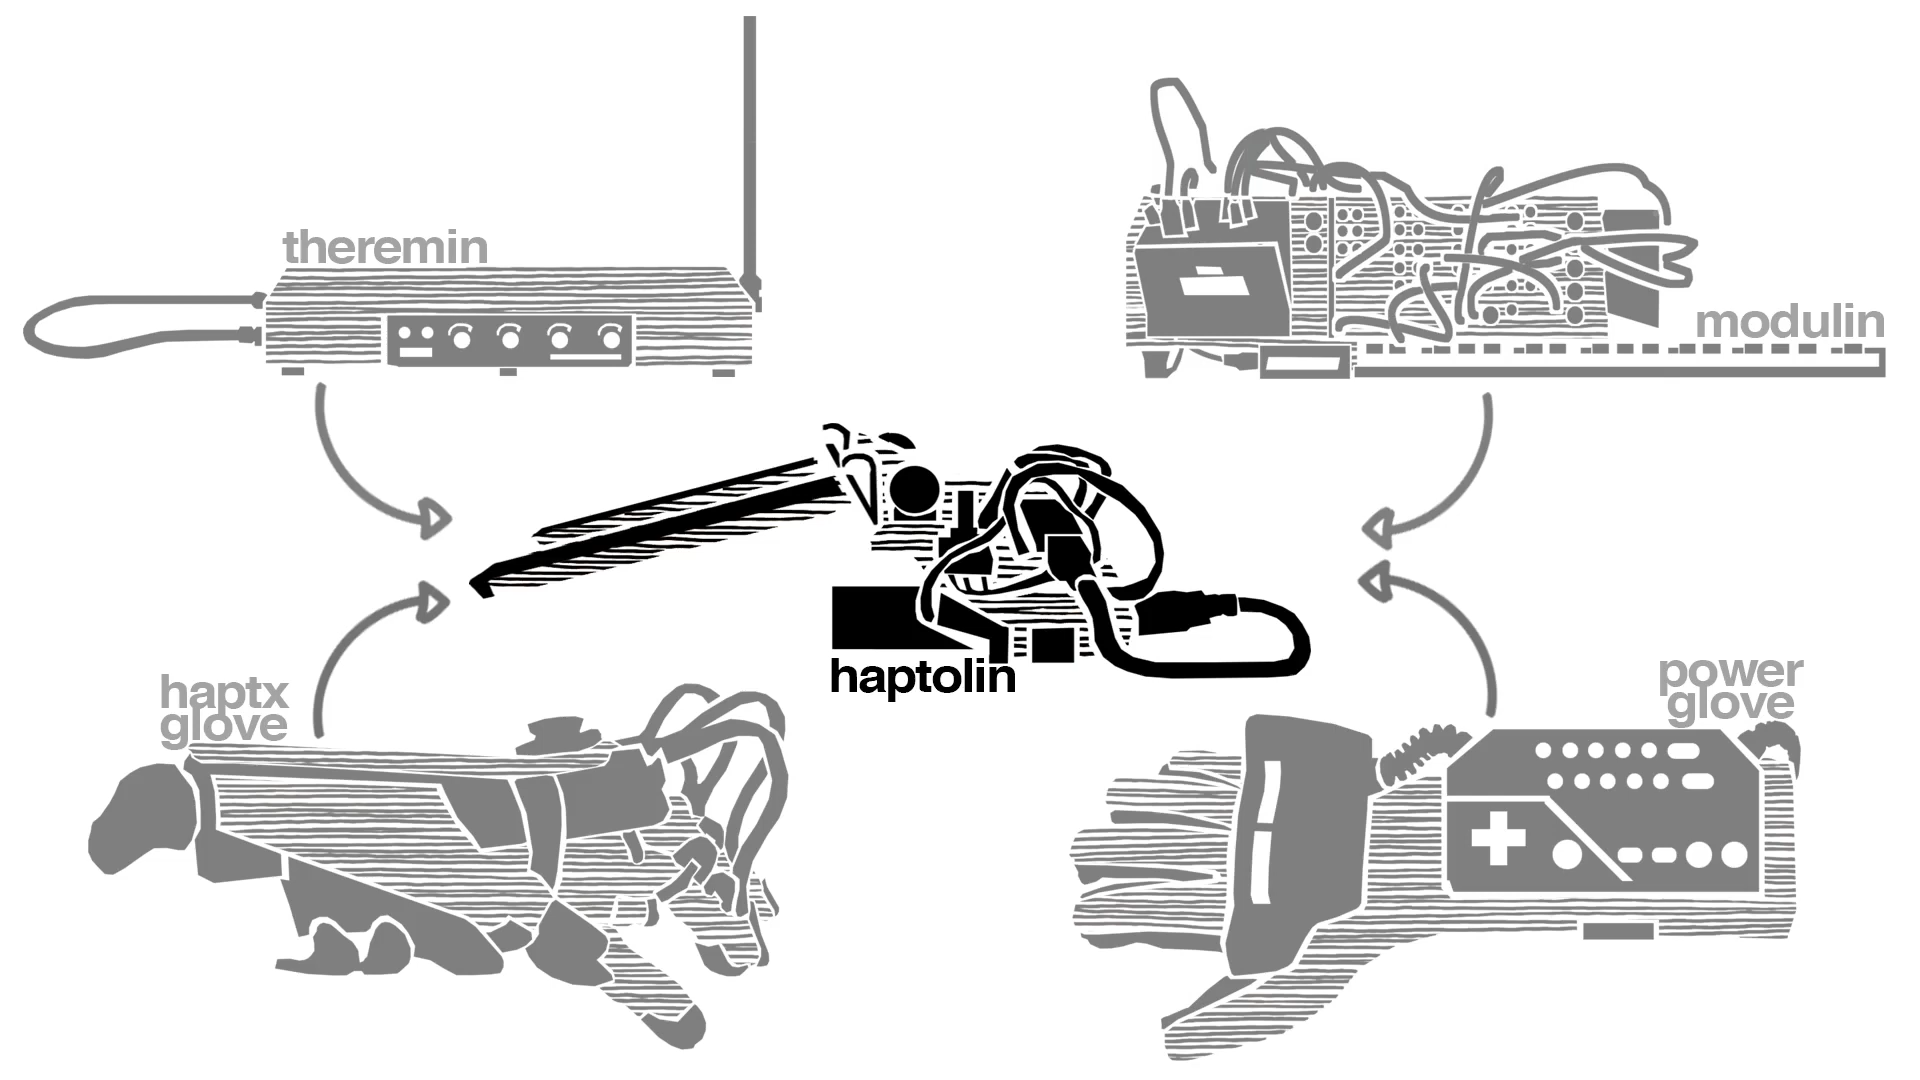 theremin
modulin
haptolin
haptx
glove
power
glove